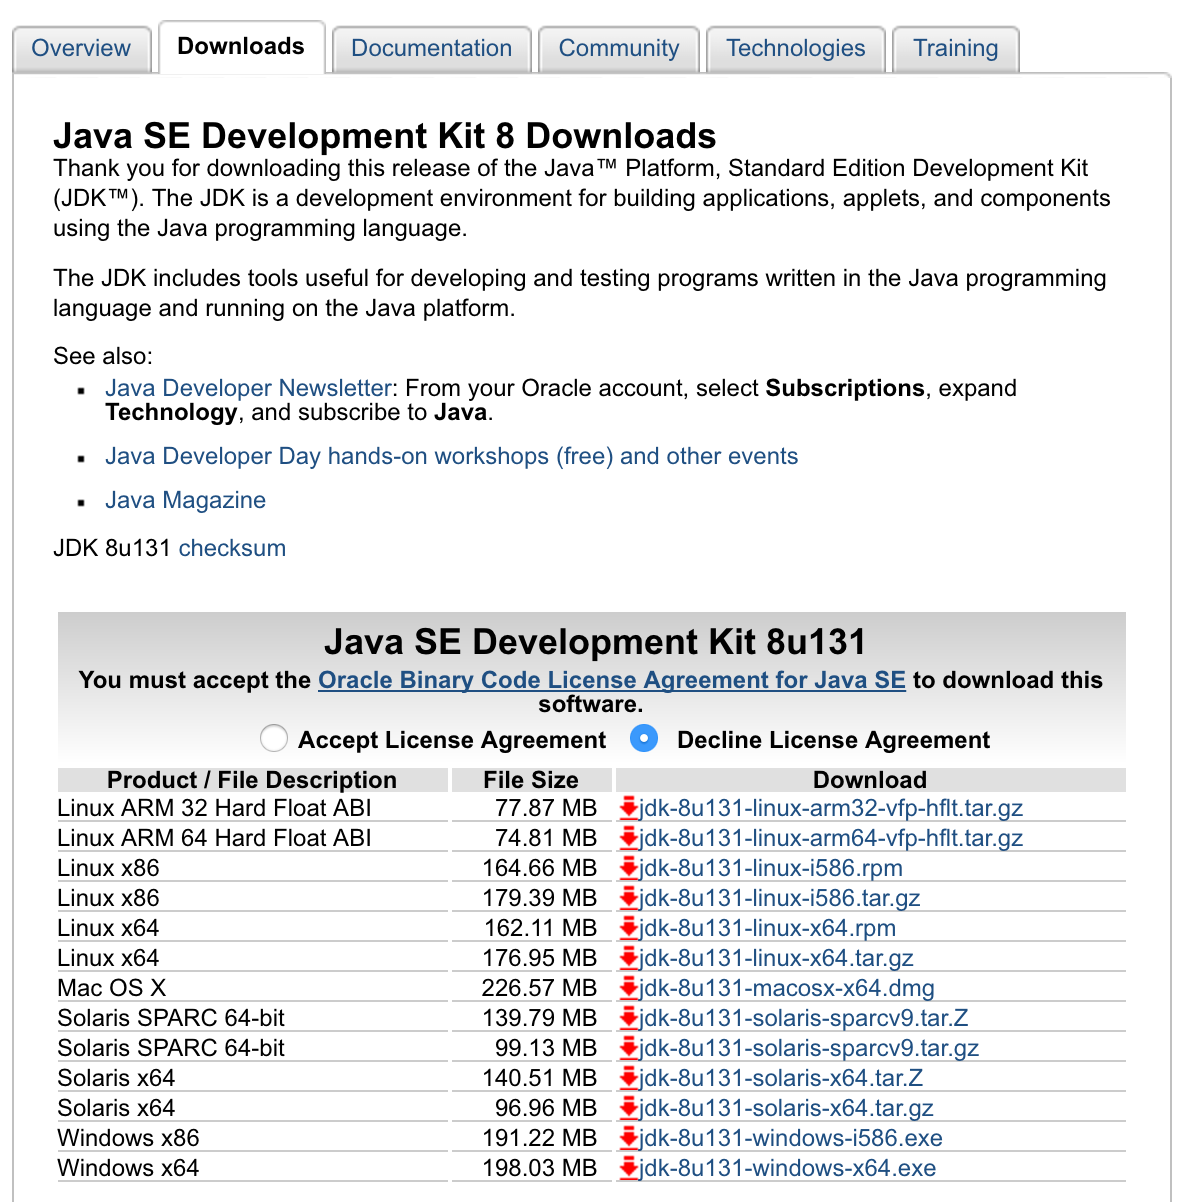 Overview Downloads Documentation Community Technologies Training
Java SE Development Kit 8 Downloads
Thank you for downloading this release of the Java™ Platform, Standard Edition Development Kit
(JDK™). The JDK is a development environment for building applications, applets, and components
using the Java programming language.
The JDK includes tools useful for developing and testing programs written in the Java programming
language and running on the Java platform.
See also:
Java Developer Newsletter: From your Oracle account, select Subscriptions, expand
Technology, and subscribe to Java.
Java Developer Day hands-on workshops (free) and other events
Java Magazine
JDK 8u131 checksum
Java SE Development Kit 8u131
You must accept the Oracle Binary Code License Agreement for Java SE to download this
software.
Accept License Agreement Decline License Agreement
Product / File Description File Size Download
Linux ARM 32 Hard Float ABI 77.87 MB jdk-8u131-linux-arm32-vfp-hflt.tar.gz
Linux ARM 64 Hard Float ABI 74.81 MB jdk-8u131-linux-arm64-vfp-hflt.tar.gz
Linux x86 164.66 MB jdk-8u131-linux-i586.rpm
Linux x86 179.39 MB jdk-8u131-linux-i586.tar.gz
Linux x64 162.11 MB jdk-8u131-linux-x64.rpm
Linux x64 176.95 MB jdk-8u131-linux-x64.tar.gz
Mac OS X 226.57 MB jdk-8u131-macosx-x64.dmg
Solaris SPARC 64-bit 139.79 MB jdk-8u131-solaris-sparcv9.tar.Z
Solaris SPARC 64-bit 99.13 MB jdk-8u131-solaris-sparcv9.tar.gz
Solaris x64 140.51 MB jdk-8u131-solaris-x64.tar.Z
Solaris x64 96.96 MB jdk-8u131-solaris-x64.tar.gz
Windows x86 191.22 MB jdk-8u131-windows-i586.exe
Windows x64 198.03 MB jdk-8u131-windows-x64.exe